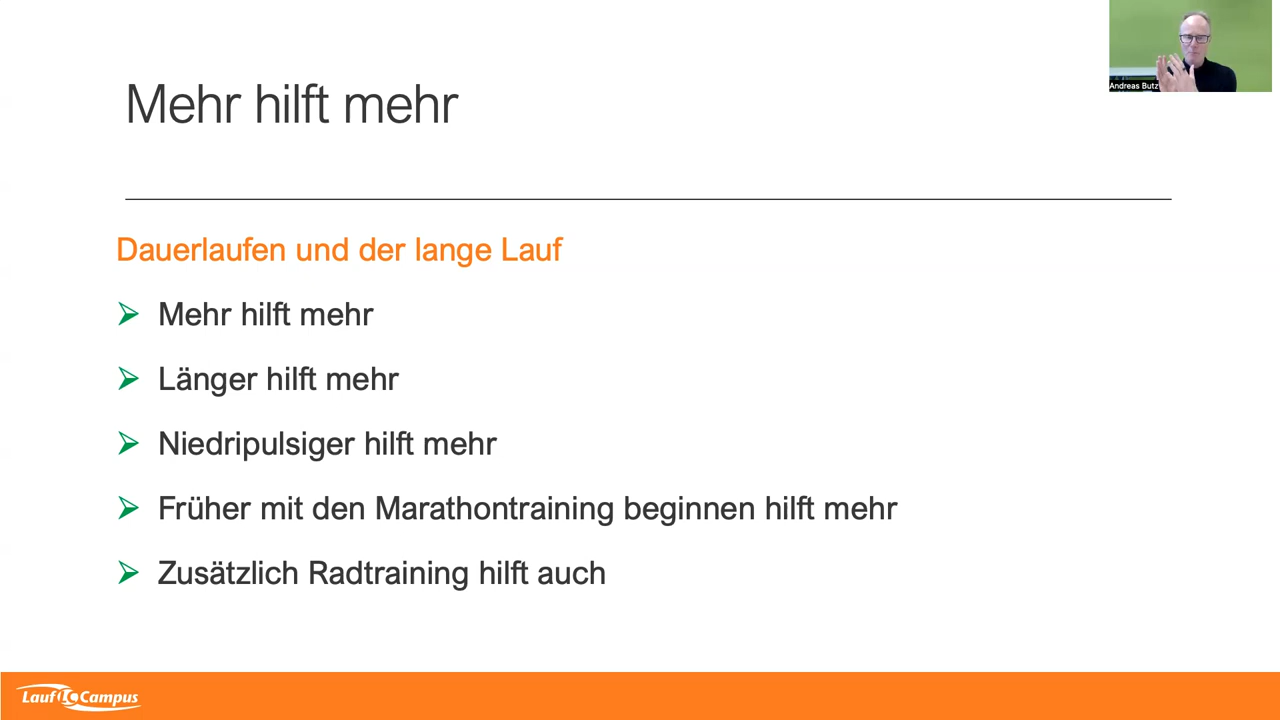 Andreas Butz
Mehr hilft mehr
Dauerlaufen und der lange Lauf
Mehr hilft mehr
Länger hilft mehr
Niedripulsiger hilft mehr
Früher mit den Marathontraining beginnen hilft mehr
Zusätzlich Radtraining hilft auch
Lauf Campus